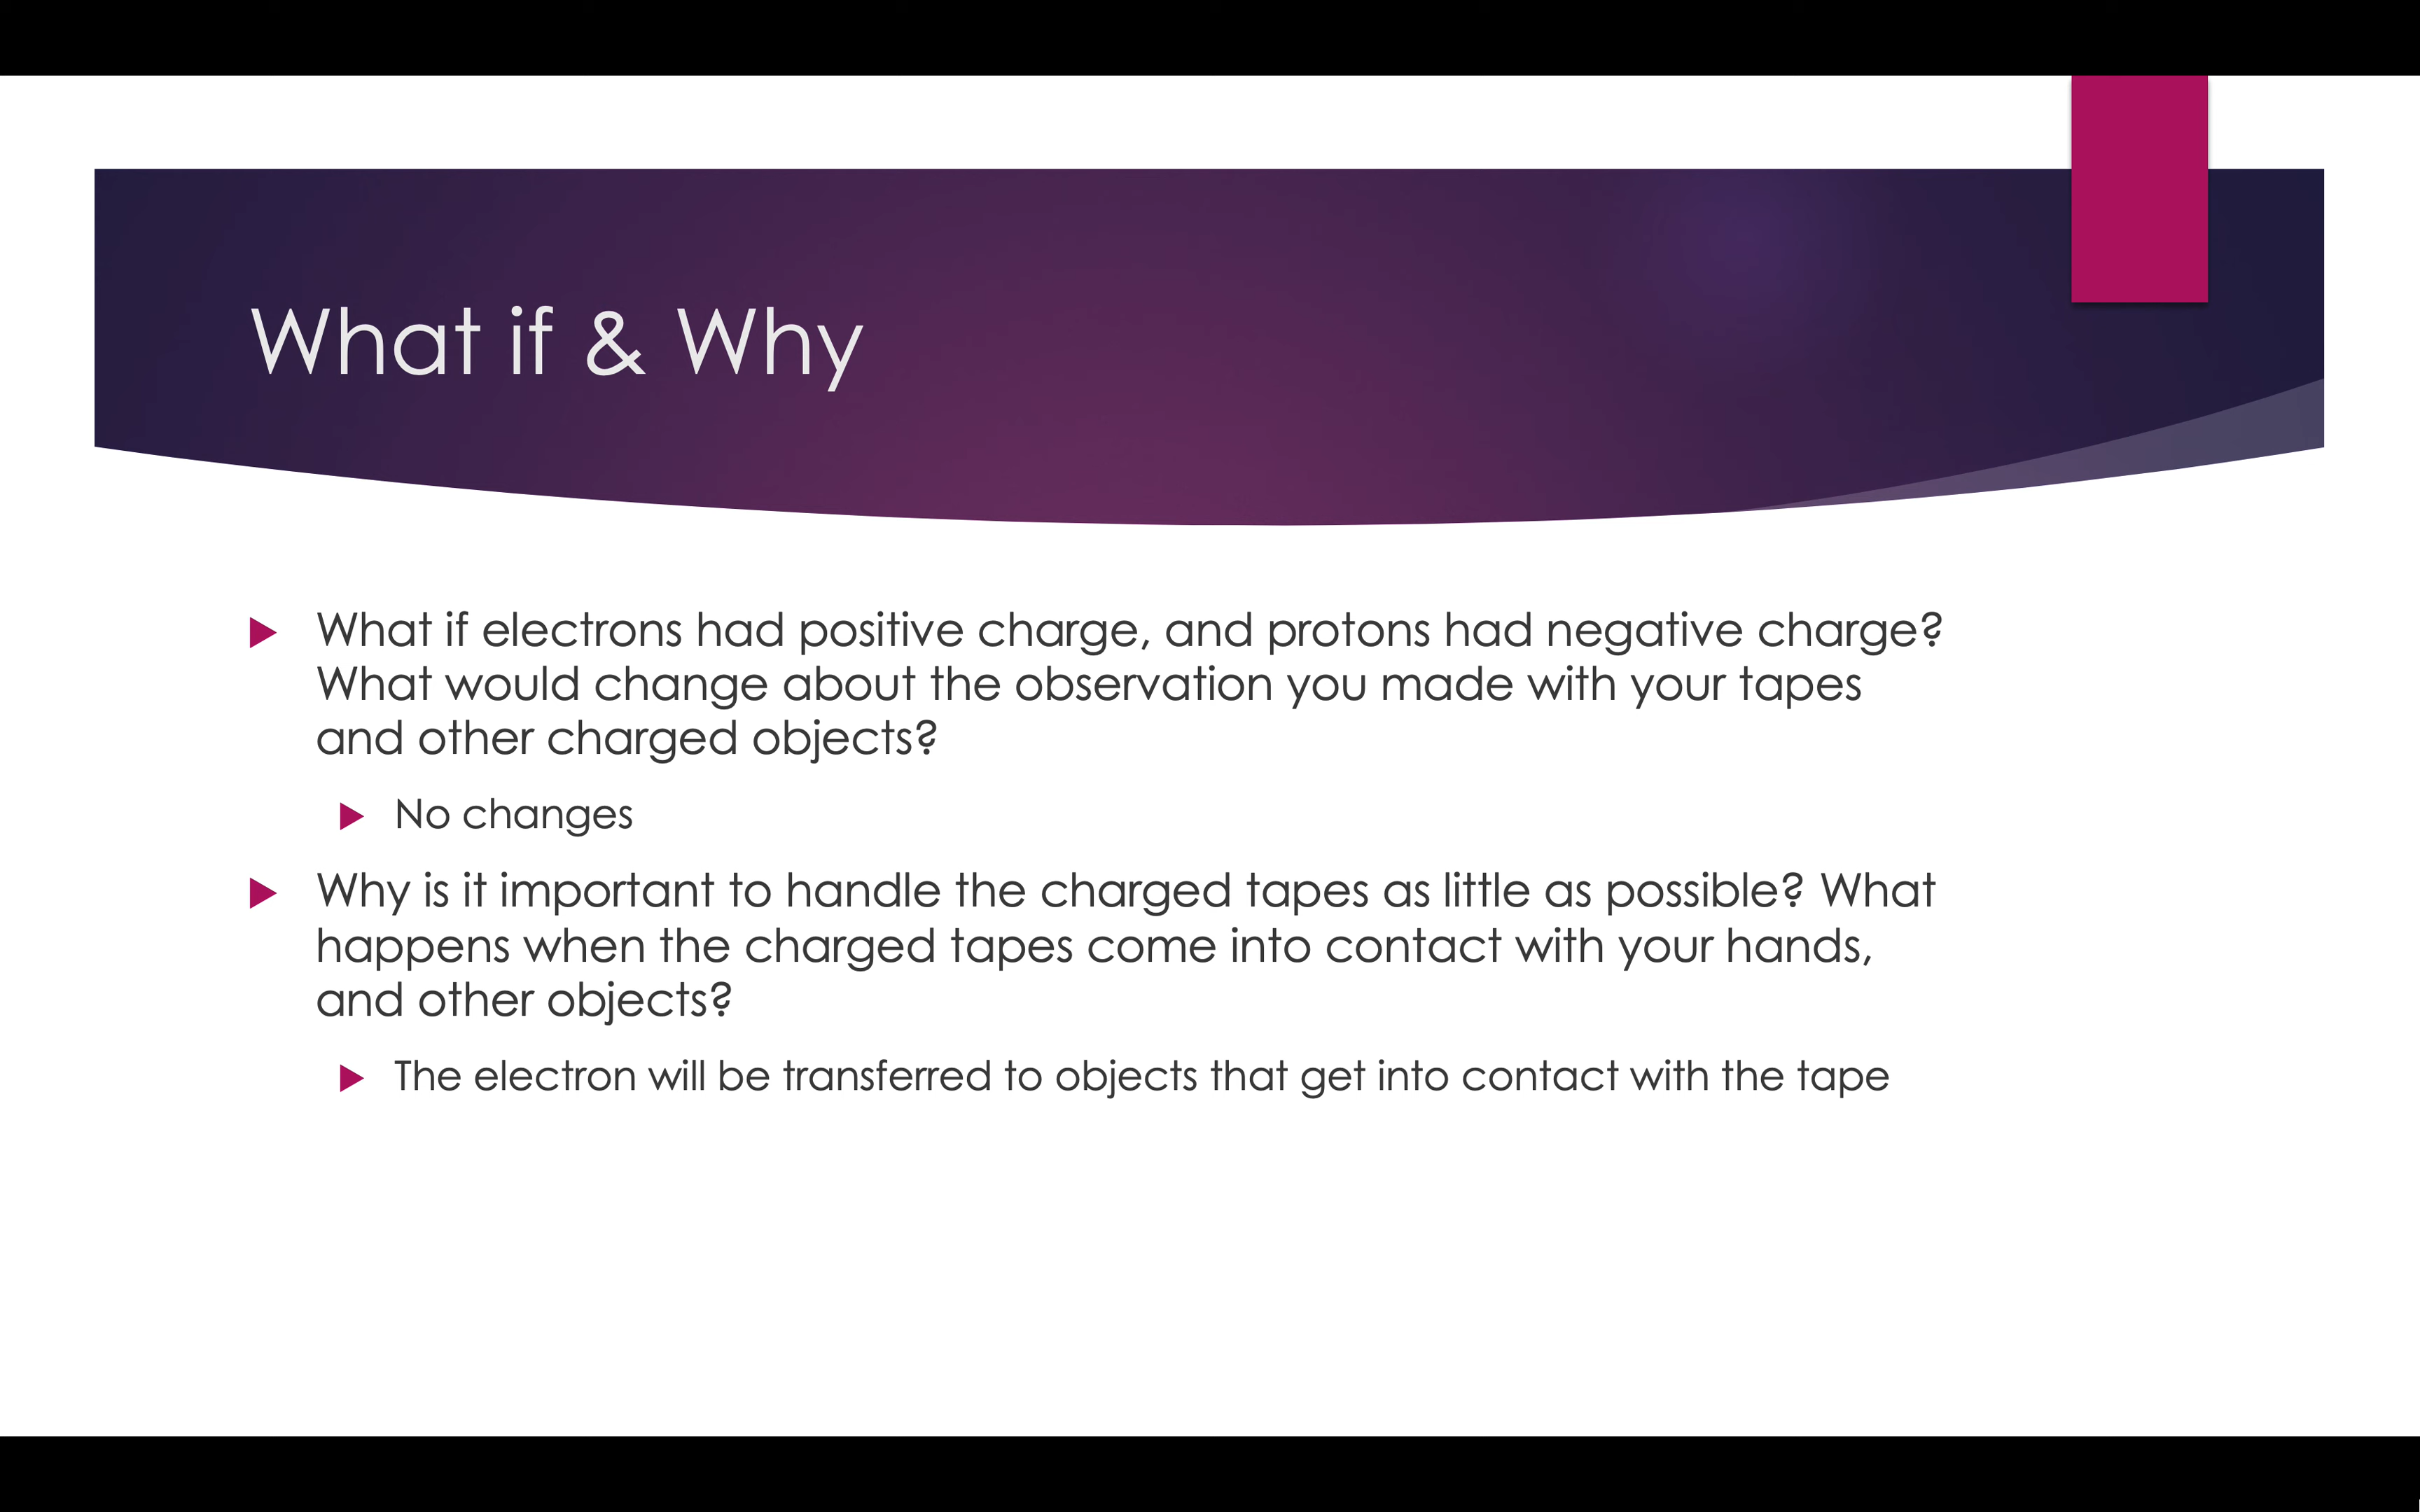 What if & Why
What if electrons had positive charge, and protons had negative charge?
What would change about the observation you made with your tapes
and other charged objects?
No changes
Why is it important to handle the charged tapes as little as possible? What
happens when the charged tapes come into contact with your hands,
and other objects?
The electron will be transferred to objects that get into contact with the tape